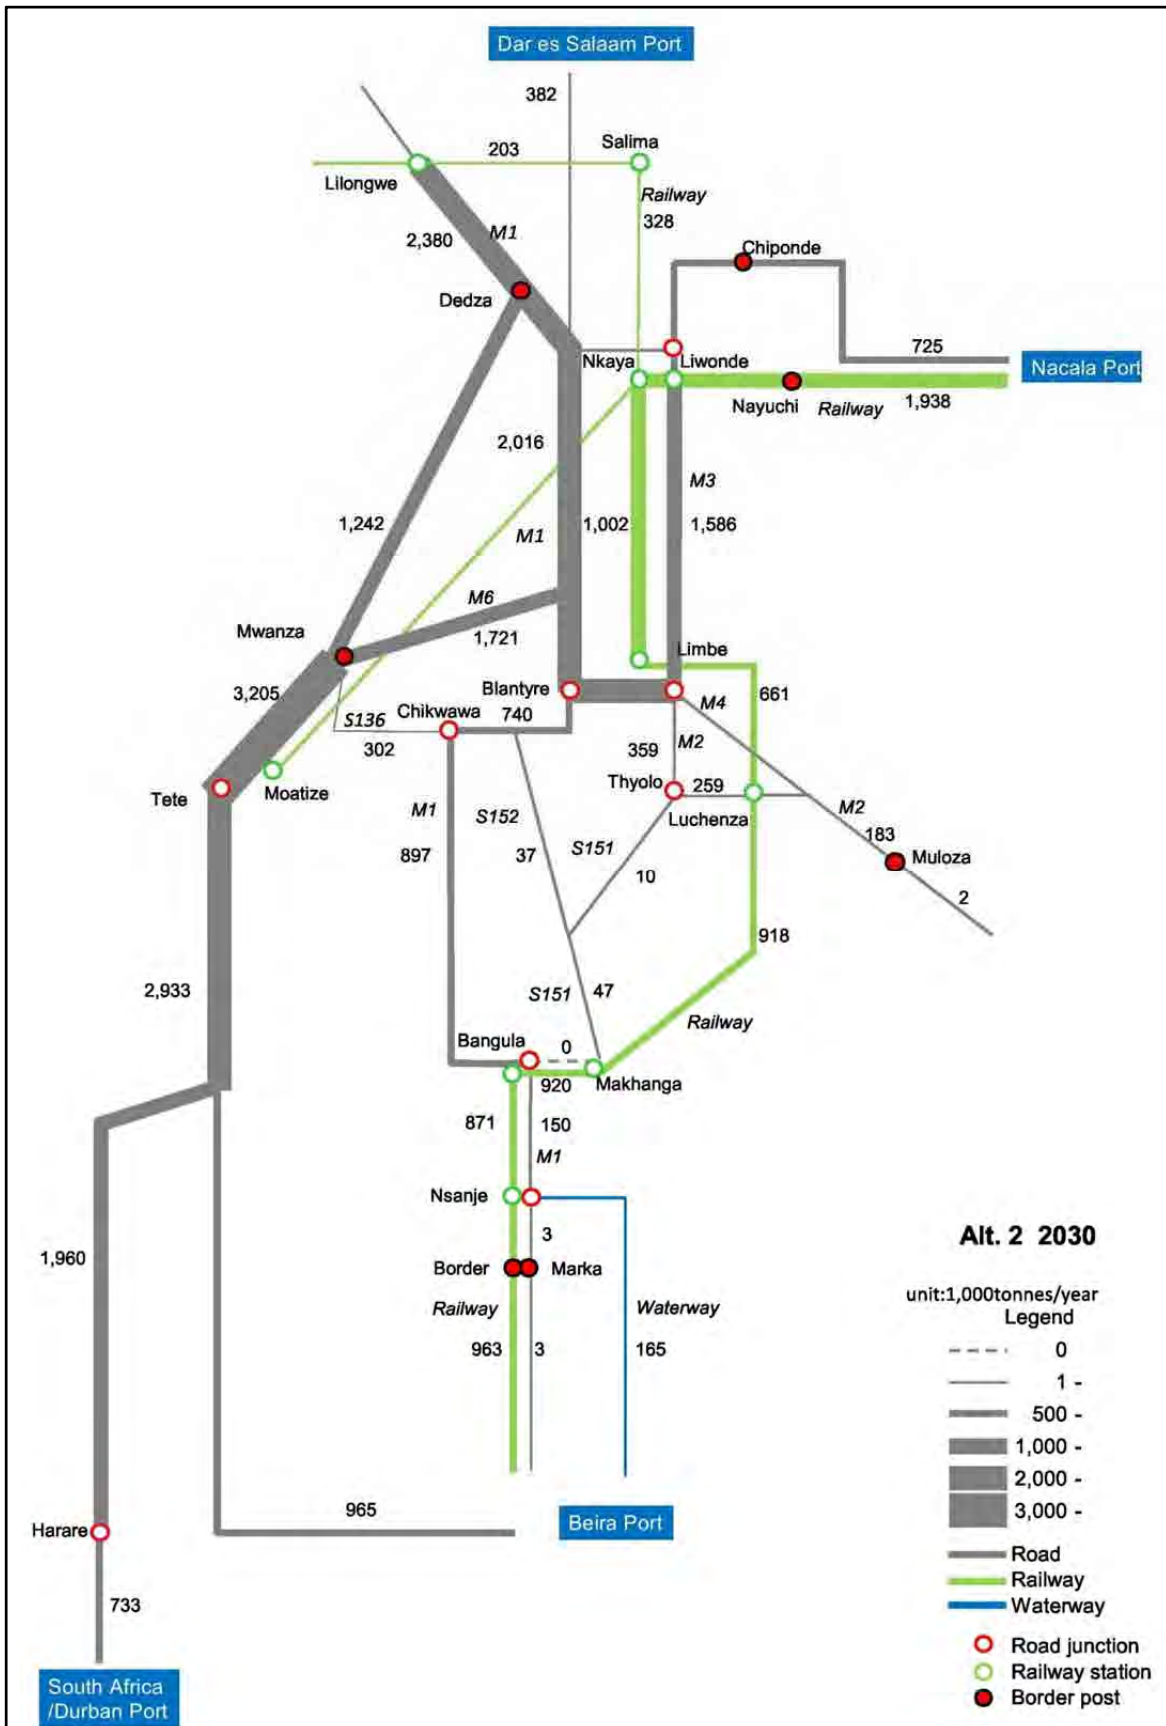 Dar es Salaam Port
382
203
Salima
Lilongwe
Railway
328
M1
2,380
Chiponde
Dedza
725
Nkaya
Liwonde
Nacala Port
Nayuchi
Railway
1,938
2,016
M3
1,242
M1
1,002
1,586
M6
Mwanza
1,721
Limbe
3,205
Blantyre
M4
661
S136
Chikwawa
740
302
359
M2
Thyolo
259
Tete
Moatize
Luchenza
M1
S152
M2
183
897
37
S151
Muloza
10
2
918
2,933
S151
47
Railway
Bangula
0
920
Makhanga
871
150
M1
Nsanje
3
Alt. 2 2030
1,960
Border
Marka
unit:1,000tonnes/year
Legend
Railway
Waterway
963
3
165
0
1 -
500 -
1,000 -
2,000 -
3,000 -
965
Beira Port
Harare
Road
Railway
Waterway
733
Road junction
Railway station
Border post
South Africa
/Durban Port